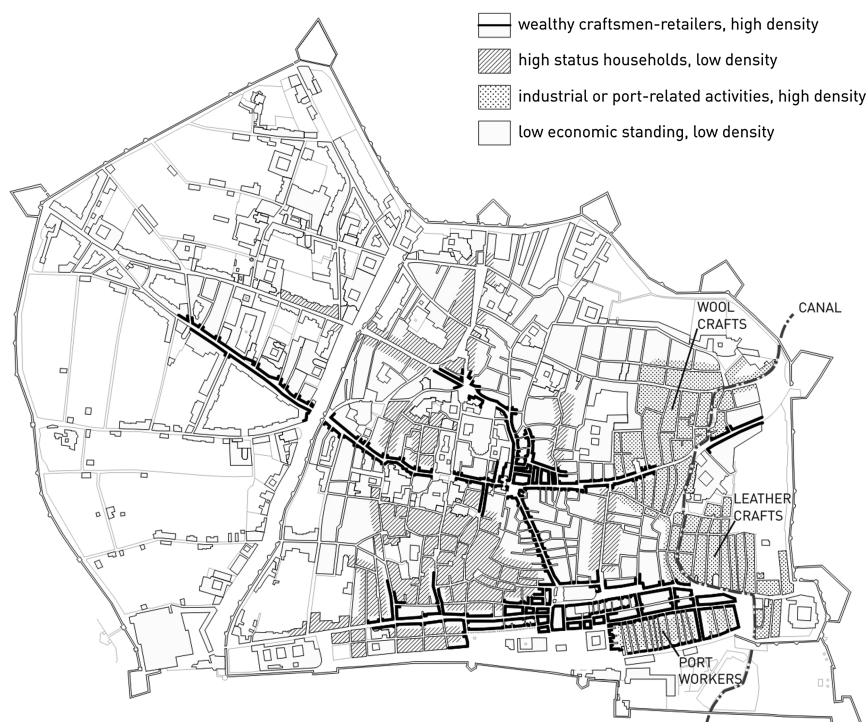 wealthy craftsmen-retailers, high density
high status households, low density
industrial or port-related activities, high density
low economic standing, low density
WOOL
CRAFTS
CANAL
LEATHER
CRAFTS
PORT
WORKERS